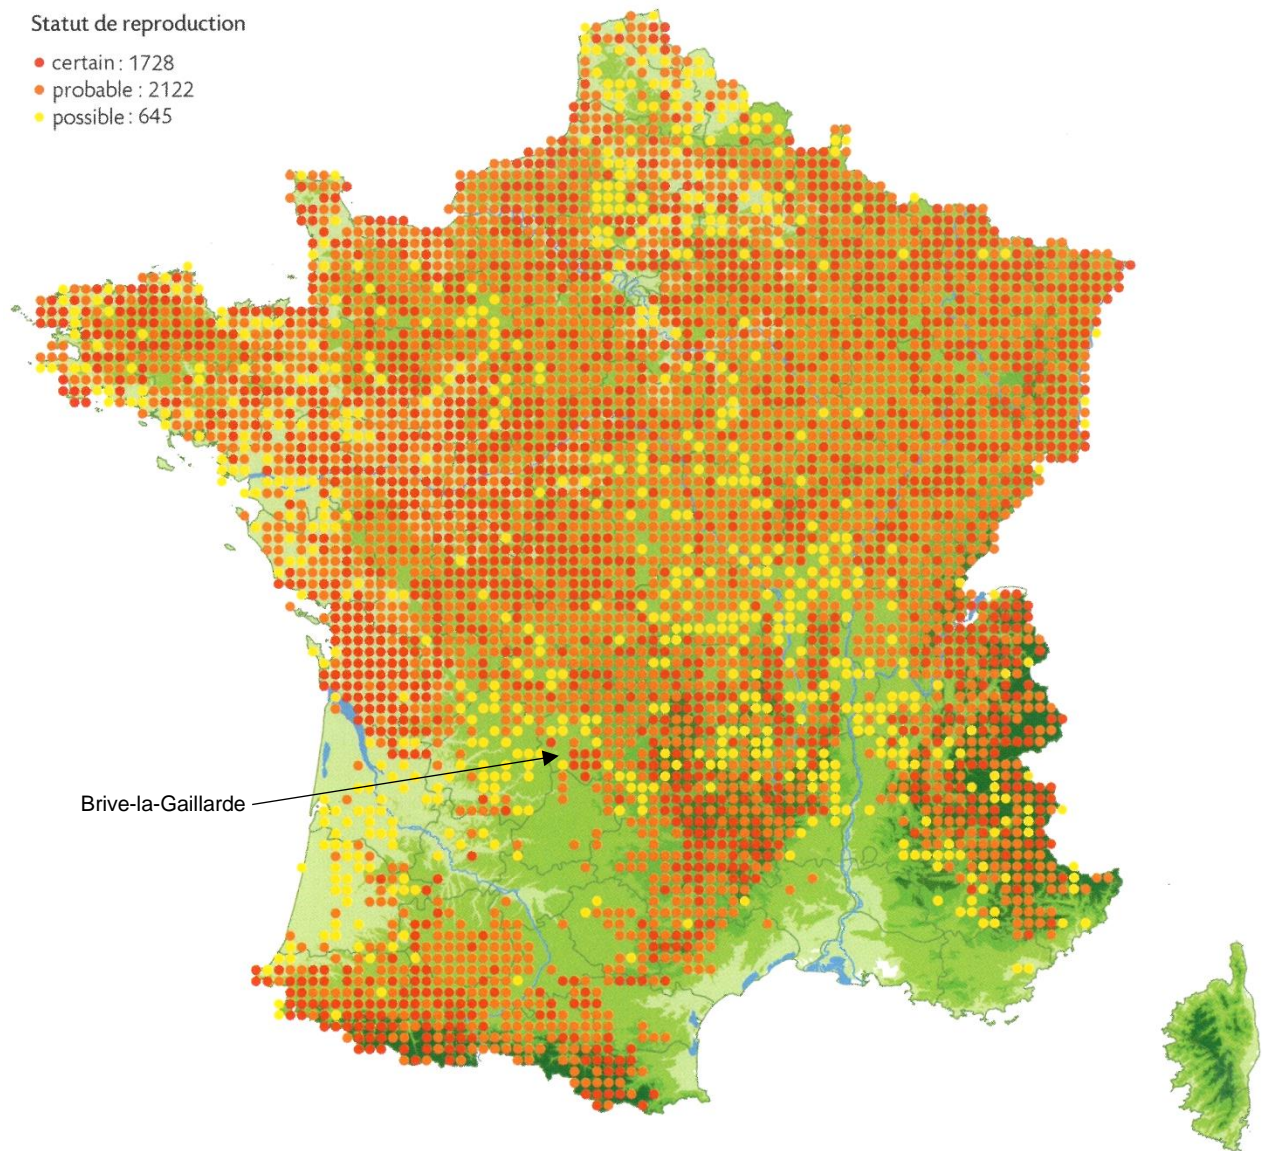 Statut de reproduction
certain : 1728
probable : 2122
possible : 645
Brive-la-Gaillarde